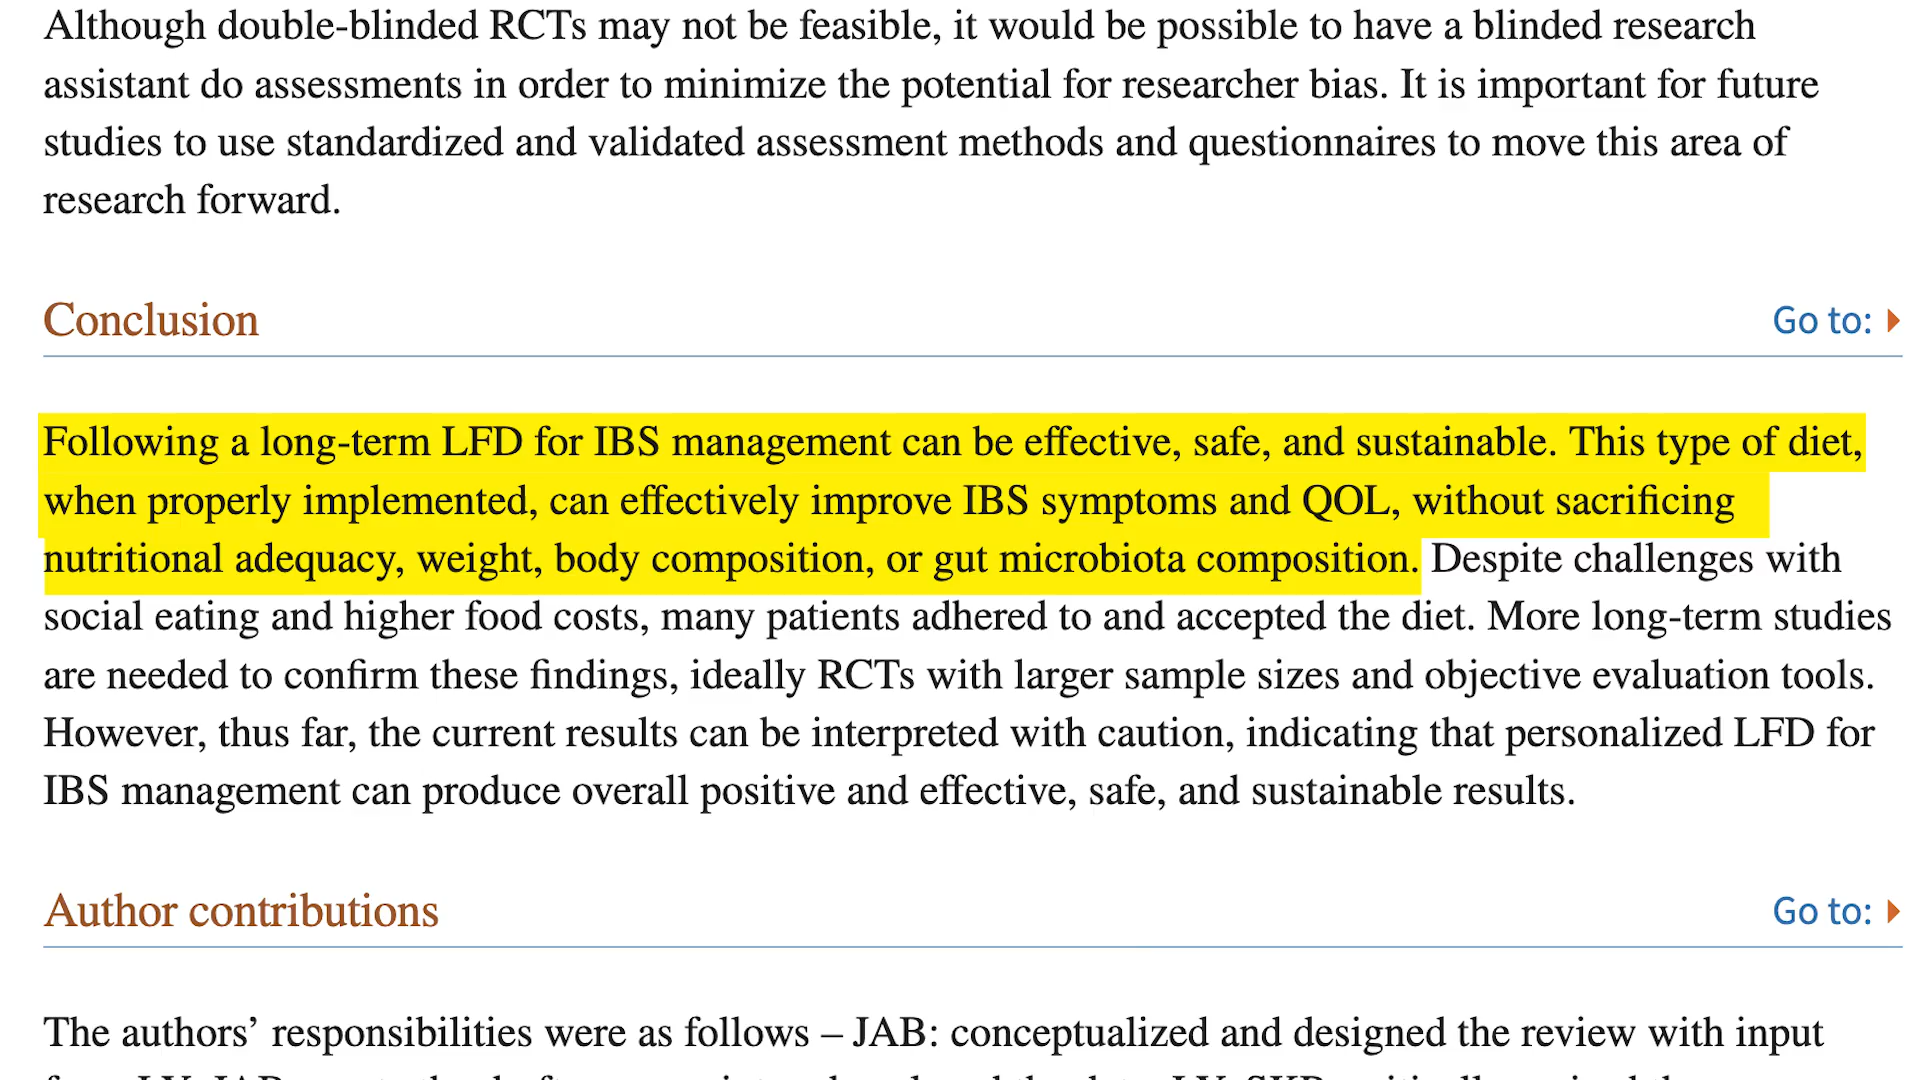 Although double-blinded RCTs may not be feasible, it would be possible to have a blinded research
assistant do assessments in order to minimize the potential for researcher bias. It is important for future
studies to use standardized and validated assessment methods and questionnaires to move this area of
research forward.
Conclusion
Go to:
Following a long-term LFD for IBS management can be effective, safe, and sustainable. This type of diet,
when properly implemented, can effectively improve IBS symptoms and QOL, without sacrificing
nutritional adequacy, weight, body composition, or gut microbiota composition. Despite challenges with
social eating and higher food costs, many patients adhered to and accepted the diet. More long-term studies
are needed to confirm these findings, ideally RCTs with larger sample sizes and objective evaluation tools.
However, thus far, the current results can be interpreted with caution, indicating that personalized LFD for
IBS management can produce overall positive and effective, safe, and sustainable results.
Author contributions
Go to:
The authors’ responsibilities were as follows – JAB: conceptualized and designed the review with input